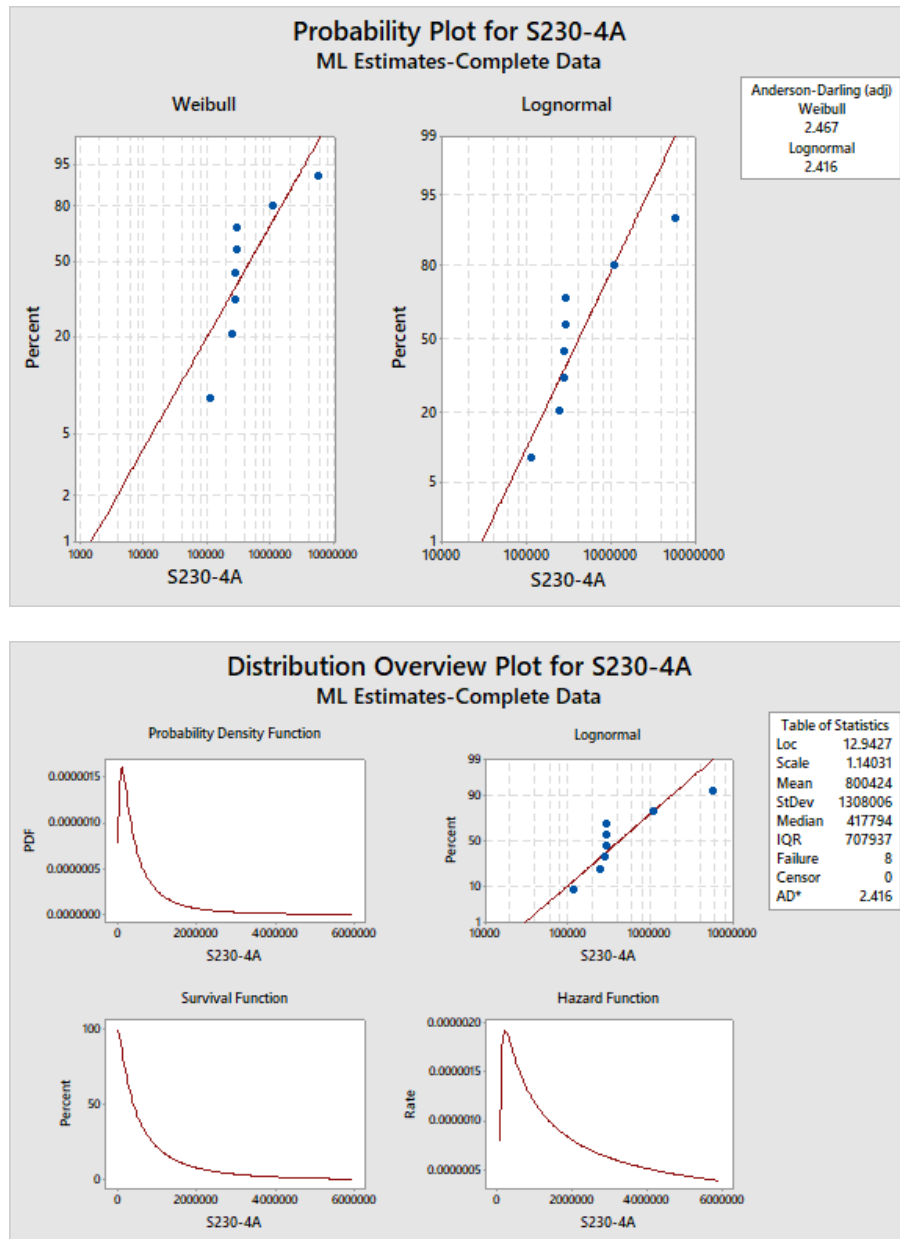 Probability Plot for S230-4A
ML Estimates-Complete Data
Weibull
95
80
50
20
5
2
1
Percent
1000 10000 100000 1000000 10000000
S230-4A
Lognormal
99
95
80
50
20
5
1
Percent
10000 100000 1000000 10000000
S230-4A
Anderson-Darling (adj)
Weibull
2.467
Lognormal
2.416
Distribution Overview Plot for S230-4A
ML Estimates-Complete Data
Probability Density Function
0.0000015
0.0000010
0.0000005
0.0000000
PDF
0 2000000 4000000 6000000
S230-4A
Lognormal
99
90
50
10
1
Percent
10000 100000 1000000 10000000
S230-4A
Table of Statistics
Loc 12.9427
Scale 1.14031
Mean 800424
StDev 1308006
Median 417794
IQR 707937
Failure 8
Censor 0
AD* 2.416
Survival Function
100
50
0
Percent
0 2000000 4000000 6000000
S230-4A
Hazard Function
0.0000020
0.0000015
0.0000010
0.0000005
Rate
0 2000000 4000000 6000000
S230-4A